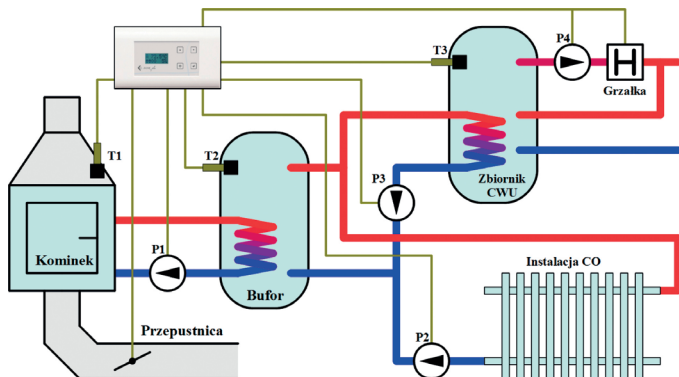 P4
T3
Grzałka
T1
T2
P3
Zbiornik
CWU
Kominek
P1
Instalacja CO
Bufor
Przepustnica
P2